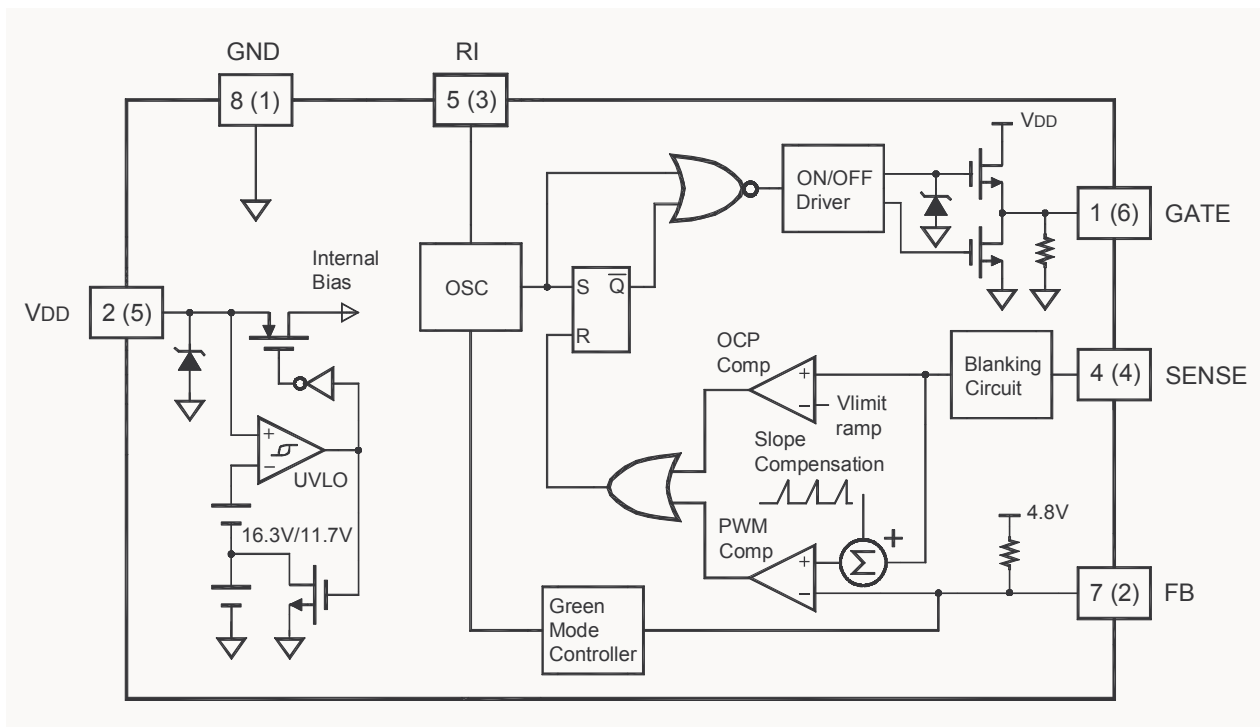 GND
RI
8 (1)
5 (3)
VDD
ON/OFF
Driver
1 (6)
GATE
Internal
Bias
OSC
S
Q
R
VDD
2 (5)
OCP
Comp
+
−
Vlimit
ramp
Blanking
Circuit
4 (4)
SENSE
+
−
UVLO
Slope
Compensation
16.3V/11.7V
PWM
Comp
+
−
Σ
+
4.8V
7 (2)
FB
Green
Mode
Controller